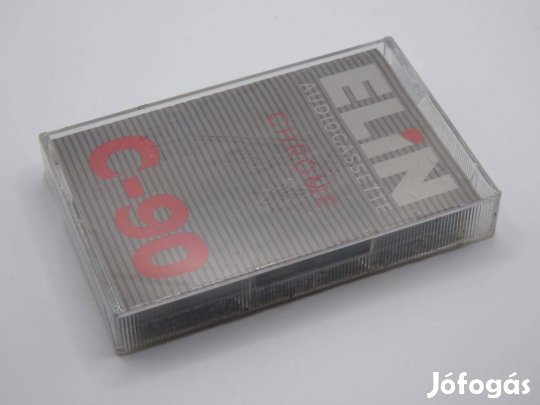 ELiN
AUDIOCASSETTE
CHROME
C-90
Jófogás